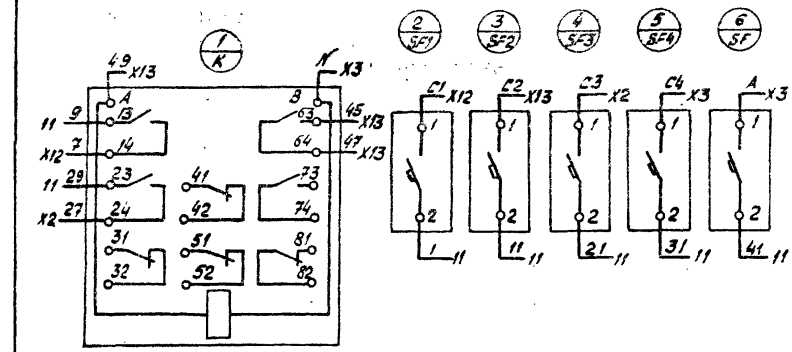 1 K
2 SF1
3 SF2
4 SF3
5 SF4
6 SF
49 X13
N X3
A
B
11 9 13
63 45 X13
X12 7 14
64 47 X13
11 29 23
41
73
X2 27 24
42
74
31
51
81
32
52
82
C1 X12
C2 X13
C3 X2
C4 X3
A X3
1
1
1
1
1
2
2
2
2
2
1 11
11 11
21 11
31 11
41 11